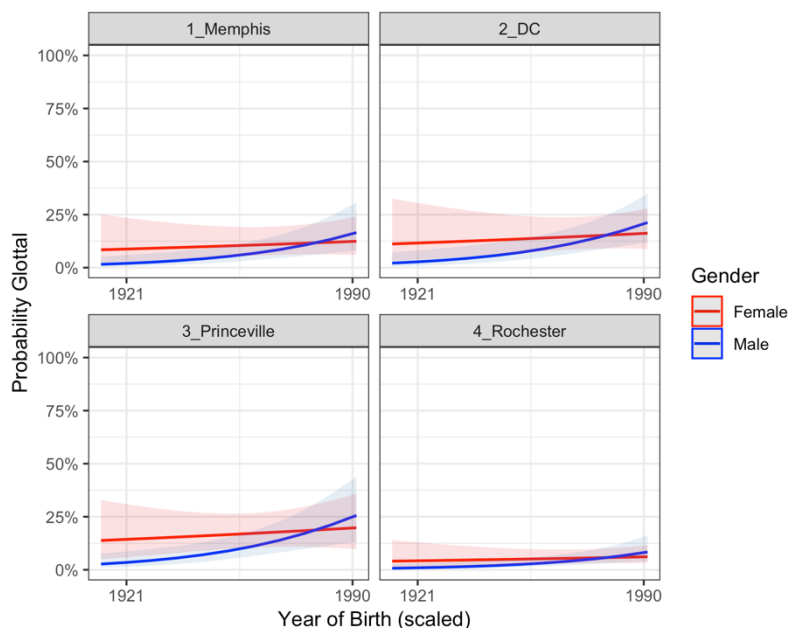 1_Memphis
2_DC
100%
75%
50%
25%
0%
1921
1990
1921
1990
3_Princeville
4_Rochester
100%
75%
50%
25%
0%
1921
1990
1921
1990
Probability Glottal
Year of Birth (scaled)
Gender
Female
Male